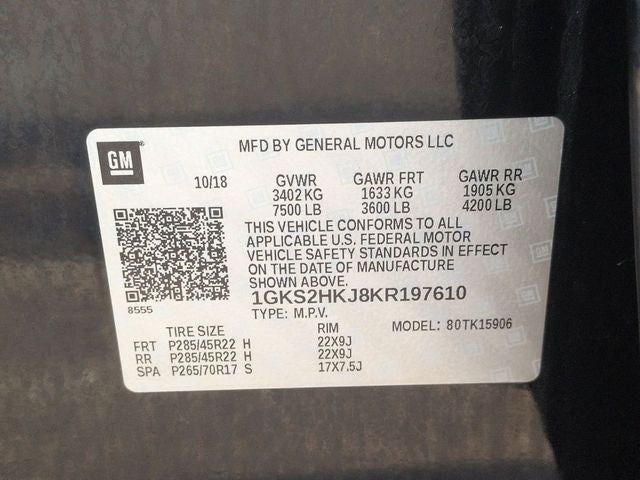 GM
MFD BY GENERAL MOTORS LLC
10/18 GVWR GAWR FRT GAWR RR
3402 KG 1633 KG 1905 KG
7500 LB 3600 LB 4200 LB
THIS VEHICLE CONFORMS TO ALL
APPLICABLE U.S. FEDERAL MOTOR
VEHICLE SAFETY STANDARDS IN EFFECT
ON THE DATE OF MANUFACTURE
SHOWN ABOVE.
8555
1GKS2HKJ8KR197610
TYPE: M.P.V. MODEL: 80TK15906
TIRE SIZE RIM
FRT P285/45R22 H 22X9J
RR P285/45R22 H 22X9J
SPA P265/70R17 S 17X7.5J